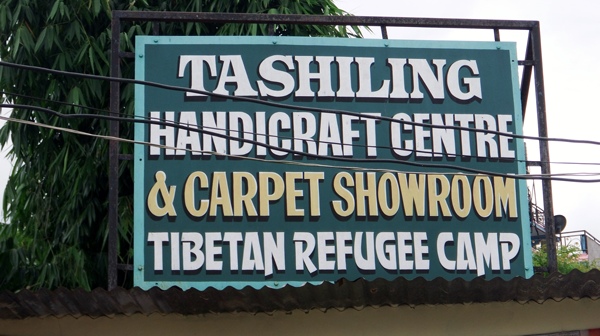 TASHILING
HANDICRAFT CENTRE
& CARPET SHOWROOM
TIBETAN REFUGEE CAMP